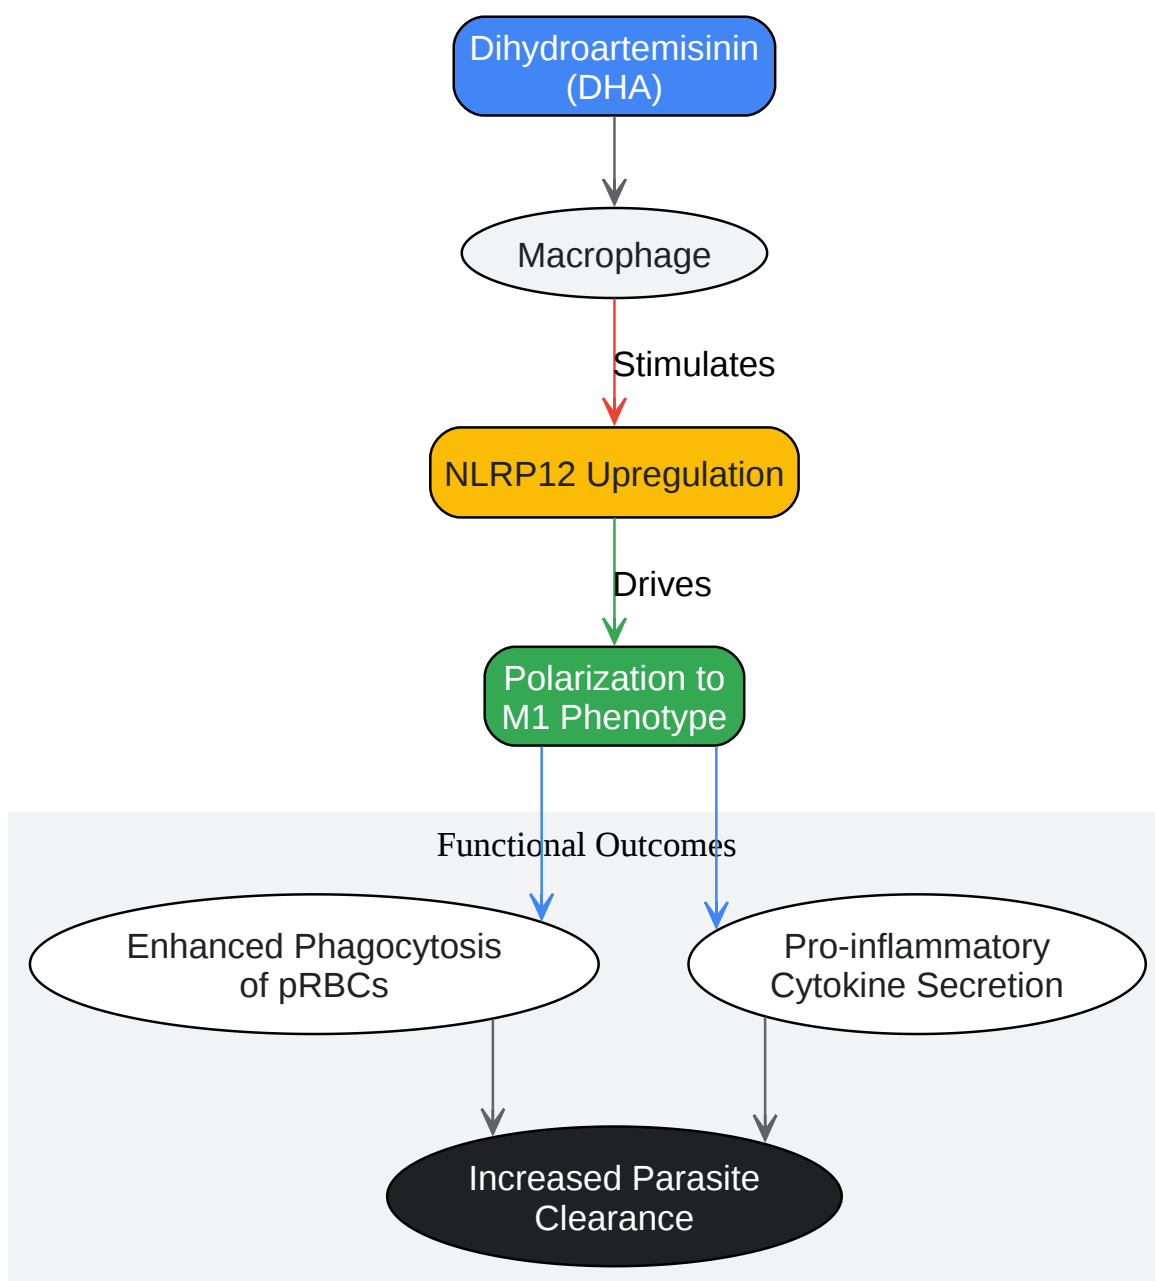 Dihydroartemisinin
(DHA)
Macrophage
Stimulates
NLRP12 Upregulation
Drives
Polarization to
M1 Phenotype
Functional Outcomes
Enhanced Phagocytosis
of pRBCs
Pro-inflammatory
Cytokine Secretion
Increased Parasite
Clearance